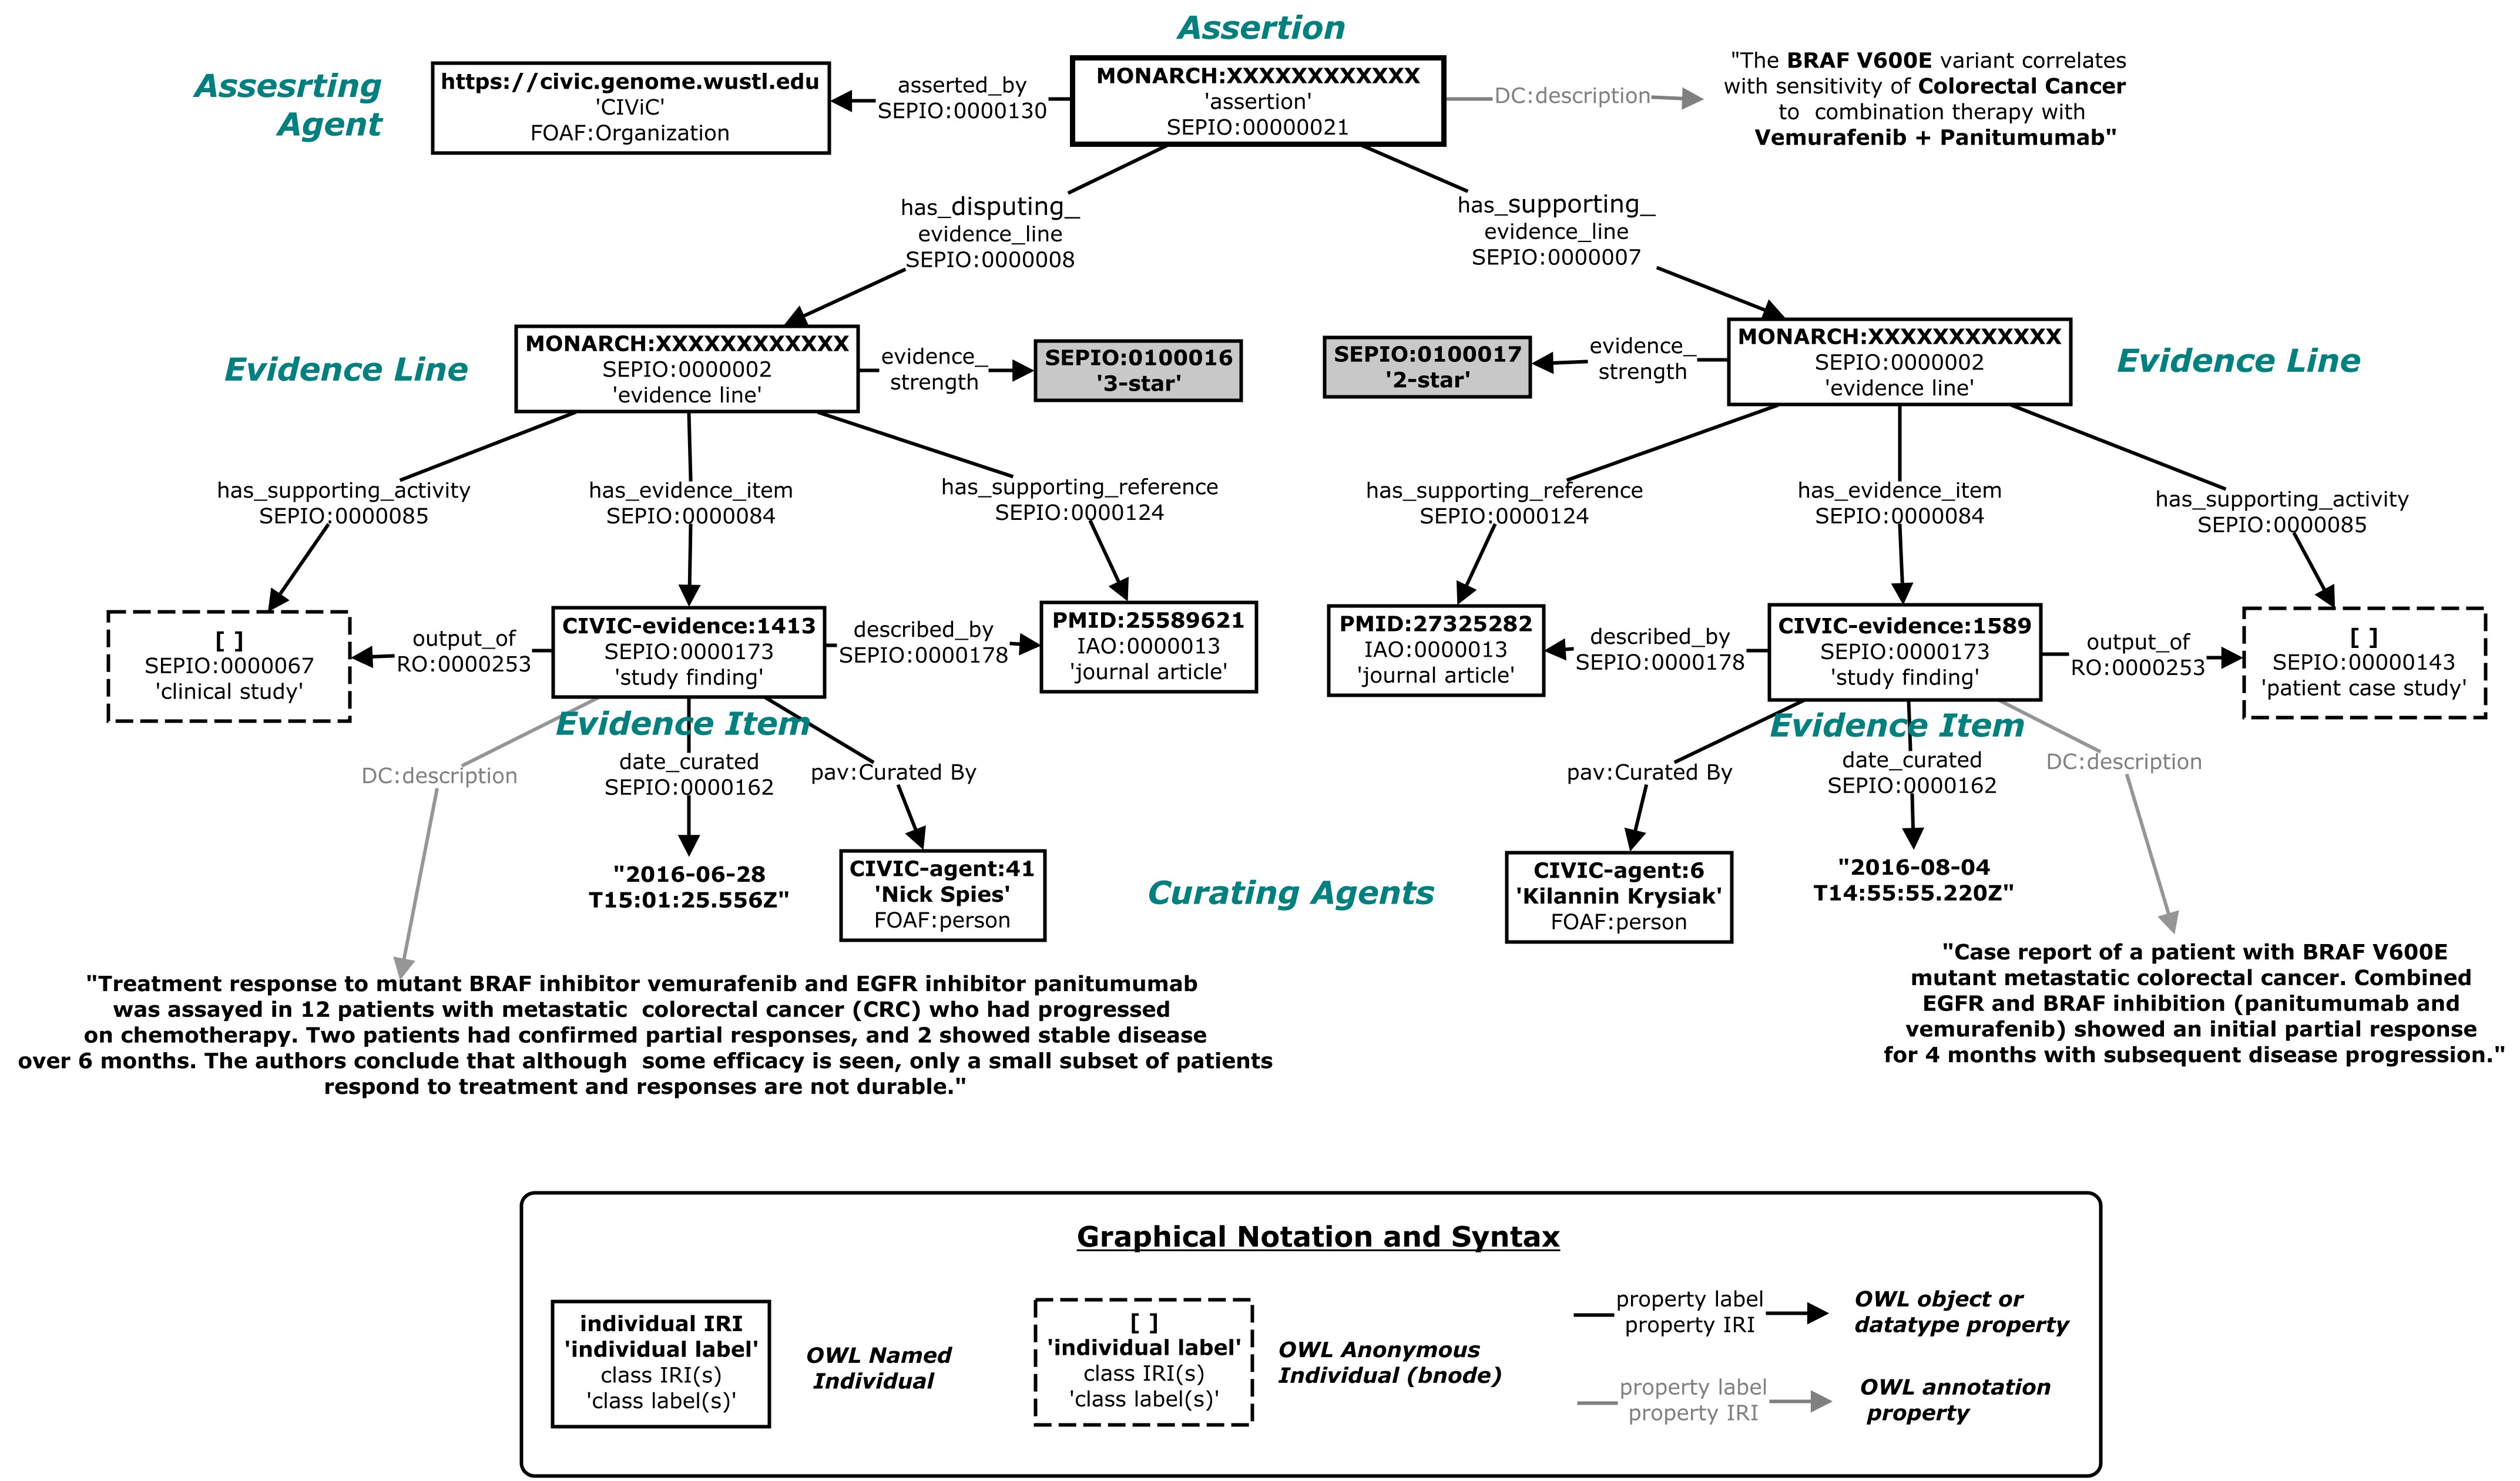 Assertion
Assesrting
Agent
https://civic.genome.wustl.edu
'CIViC'
FOAF:Organization
asserted_by
SEPIO:0000130
MONARCH:XXXXXXXXXXXX
'assertion'
SEPIO:00000021
DC:description
"The BRAF V600E variant correlates
with sensitivity of Colorectal Cancer
to combination therapy with
Vemurafenib + Panitumumab"
has_disputing_
evidence_line
SEPIO:0000008
has_supporting_
evidence_line
SEPIO:0000007
Evidence Line
MONARCH:XXXXXXXXXXXX
SEPIO:0000002
'evidence line'
evidence_
strength
SEPIO:0100016
'3-star'
SEPIO:0100017
'2-star'
evidence_
strength
MONARCH:XXXXXXXXXXXX
SEPIO:0000002
'evidence line'
Evidence Line
has_supporting_activity
SEPIO:0000085
has_evidence_item
SEPIO:0000084
has_supporting_reference
SEPIO:0000124
has_supporting_reference
SEPIO:0000124
has_evidence_item
SEPIO:0000084
has_supporting_activity
SEPIO:0000085
[ ]
SEPIO:0000067
'clinical study'
output_of
RO:0000253
CIVIC-evidence:1413
SEPIO:0000173
'study finding'
described_by
SEPIO:0000178
PMID:25589621
IAO:0000013
'journal article'
PMID:27325282
IAO:0000013
'journal article'
described_by
SEPIO:0000178
CIVIC-evidence:1589
SEPIO:0000173
'study finding'
output_of
RO:0000253
[ ]
SEPIO:00000143
'patient case study'
Evidence Item
Evidence Item
DC:description
date_curated
SEPIO:0000162
pav:Curated By
pav:Curated By
date_curated
SEPIO:0000162
DC:description
"2016-06-28
T15:01:25.556Z"
CIVIC-agent:41
'Nick Spies'
FOAF:person
Curating Agents
CIVIC-agent:6
'Kilannin Krysiak'
FOAF:person
"2016-08-04
T14:55:55.220Z"
"Treatment response to mutant BRAF inhibitor vemurafenib and EGFR inhibitor panitumumab
was assayed in 12 patients with metastatic colorectal cancer (CRC) who had progressed
on chemotherapy. Two patients had confirmed partial responses, and 2 showed stable disease
over 6 months. The authors conclude that although some efficacy is seen, only a small subset of patients
respond to treatment and responses are not durable."
"Case report of a patient with BRAF V600E
mutant metastatic colorectal cancer. Combined
EGFR and BRAF inhibition (panitumumab and
vemurafenib) showed an initial partial response
for 4 months with subsequent disease progression."
Graphical Notation and Syntax
individual IRI
'individual label'
class IRI(s)
'class label(s)'
OWL Named
Individual
[ ]
'individual label'
class IRI(s)
'class label(s)'
OWL Anonymous
Individual (bnode)
property label
property IRI
OWL object or
datatype property
property label
property IRI
OWL annotation
property